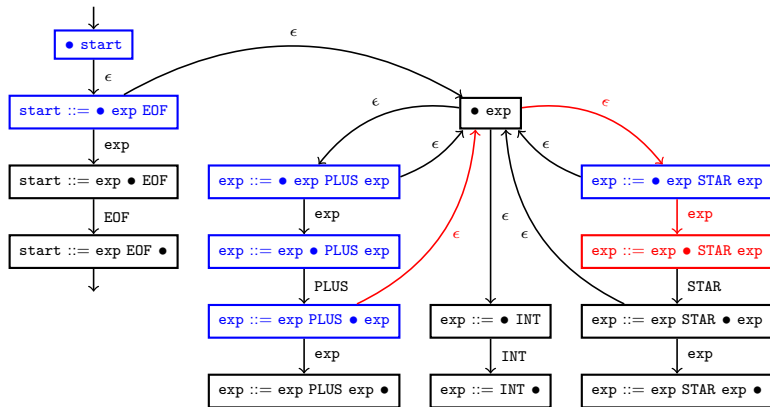 ● start
ϵ
ϵ
start ::= ● exp EOF
● exp
ϵ
ϵ
exp
ϵ
ϵ
start ::= exp ● EOF
exp ::= ● exp PLUS exp
exp ::= ● exp STAR exp
EOF
exp
ϵ
ϵ
ϵ
exp
start ::= exp EOF ●
exp ::= exp ● PLUS exp
exp ::= exp ● STAR exp
PLUS
STAR
exp ::= exp PLUS ● exp
exp ::= ● INT
exp ::= exp STAR ● exp
exp
INT
exp
exp ::= exp PLUS exp ●
exp ::= INT ●
exp ::= exp STAR exp ●